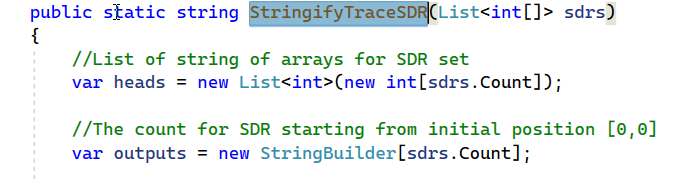 public static string StringifyTraceSDR(List<int[]> sdrs)
{
//List of string of arrays for SDR set
var heads = new List<int>(new int[sdrs.Count]);
//The count for SDR starting from initial position [0,0]
var outputs = new StringBuilder[sdrs.Count];